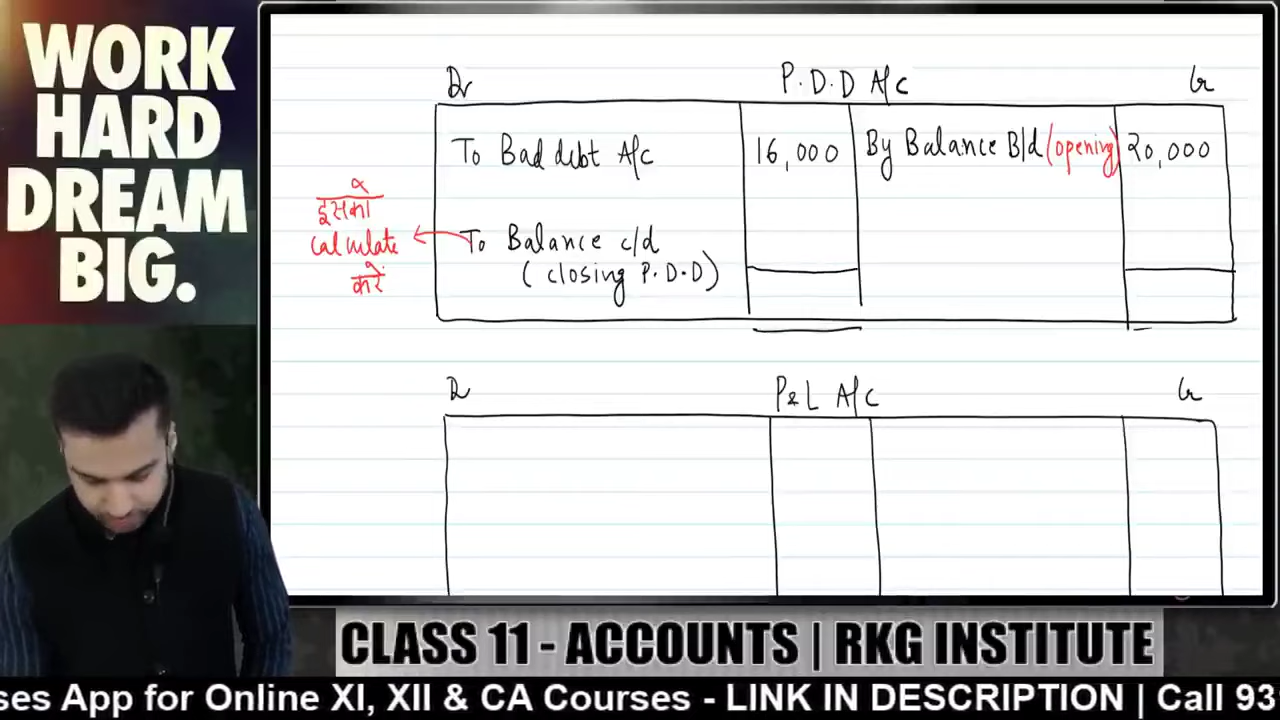 WORK
HARD
DREAM
BIG.
Dr P.D.D A/c Cr
To Bad debt A/c 16,000 By Balance B/d (opening) 20,000
इसको
calculate
करे
To Balance c/d
( closing P.D.D)
Dr P&L A/c Cr
CLASS 11 - ACCOUNTS | RKG INSTITUTE
ses App for Online XI, XII & CA Courses - LINK IN DESCRIPTION | Call 93